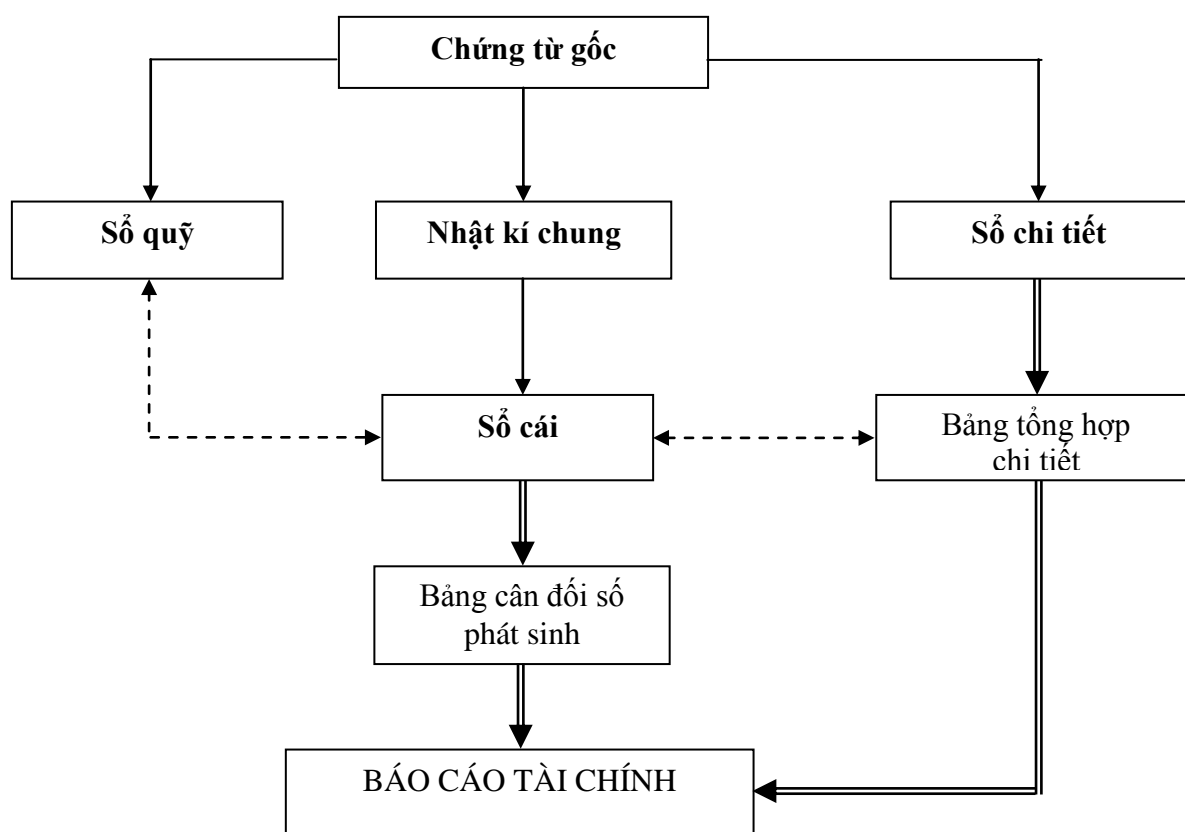 Chứng từ gốc
Sổ quỹ
Nhật kí chung
Sổ chi tiết
Sổ cái
Bảng tổng hợp
chi tiết
Bảng cân đối số
phát sinh
BÁO CÁO TÀI CHÍNH